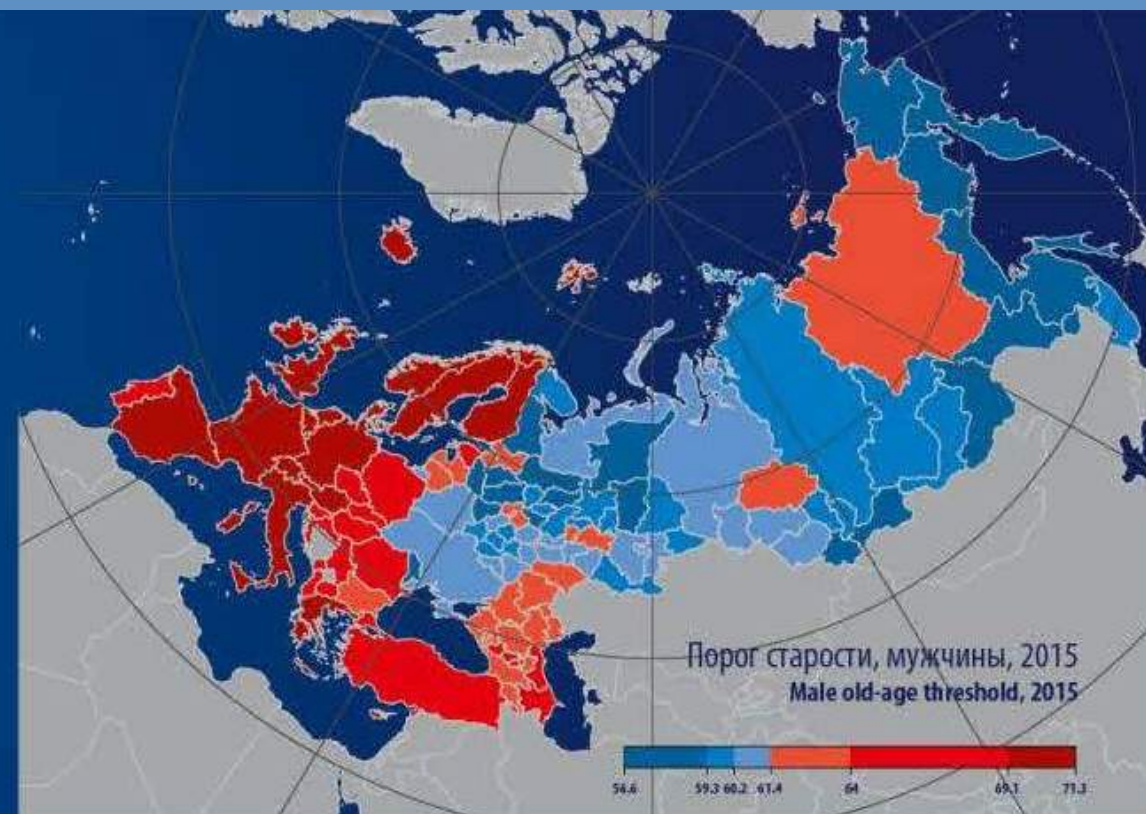 Порог старости, мужчины, 2015
Male old-age threshold, 2015
56.6 59.3 60.2 61.4 64 69.1 71.3